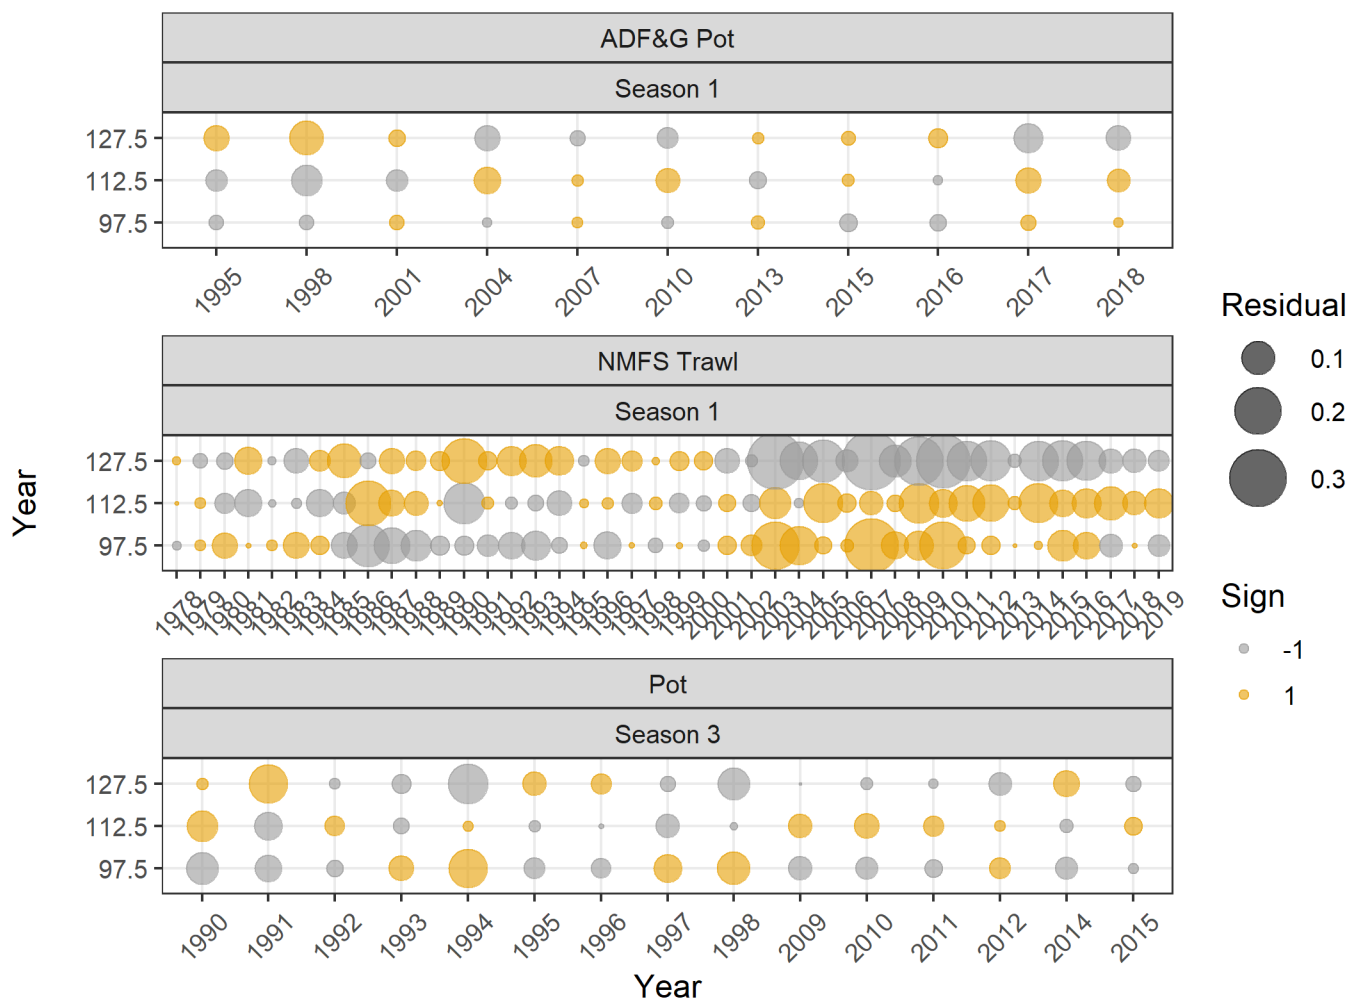 ADF&G Pot
Season 1
127.5
112.5
97.5
1995 1998 2001 2004 2007 2010 2013 2015 2016 2017 2018
NMFS Trawl
Season 1
127.5
112.5
97.5
1978 1979 1980 1981 1982 1983 1984 1985 1986 1987 1988 1989 1990 1991 1992 1993 1994 1995 1996 1997 1998 1999 2000 2001 2002 2003 2004 2005 2006 2007 2008 2009 2010 2011 2012 2013 2014 2015 2016 2017 2018 2019
Pot
Season 3
127.5
112.5
97.5
1990 1991 1992 1993 1994 1995 1996 1997 1998 2009 2010 2011 2012 2014 2015
Year
Year
Residual
0.1
0.2
0.3
Sign
-1
1